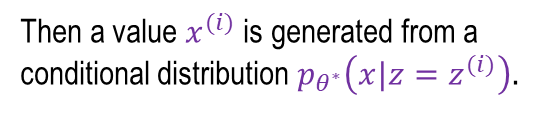 Then a value x^(i) is generated from a
conditional distribution p_θ*(x|z = z^(i)).